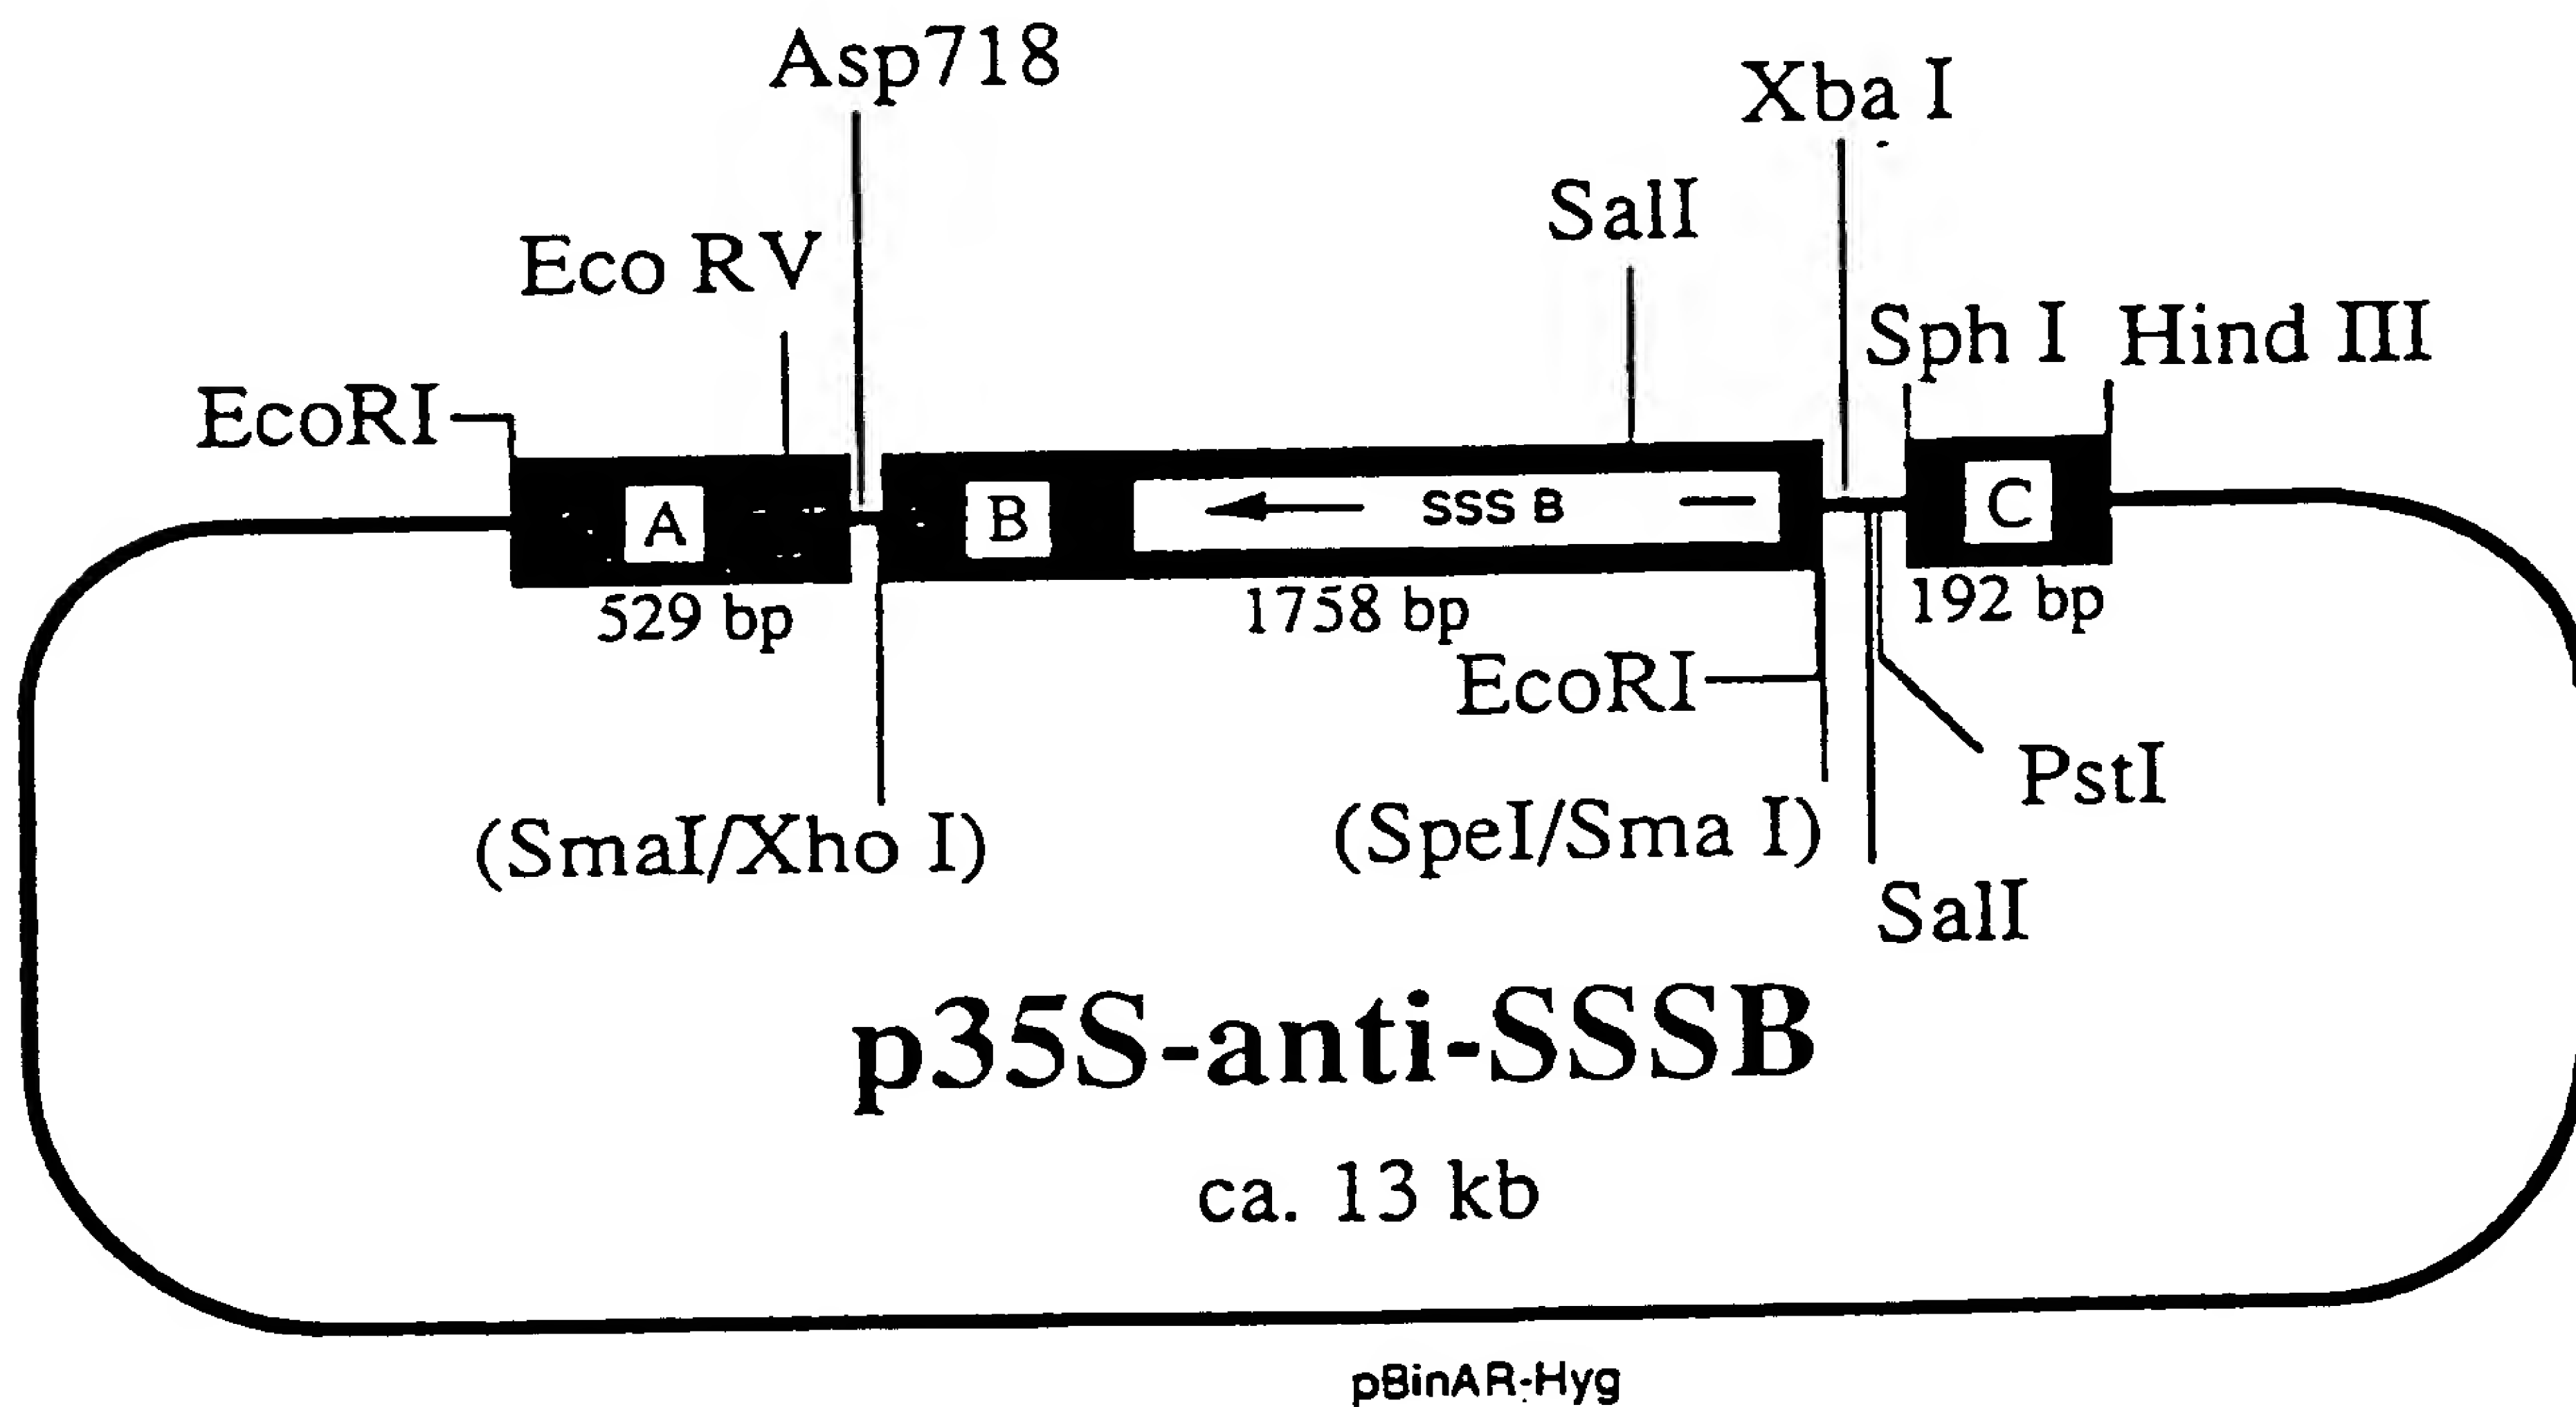 Asp718
Xba I
SalI
Eco RV
Sph I
Hind III
EcoRI
A
B
SSS B
C
529 bp
1758 bp
192 bp
EcoRI
PstI
(SmaI/Xho I)
(SpeI/Sma I)
SalI
p35S-anti-SSSB
ca. 13 kb
pBinAR-Hyg